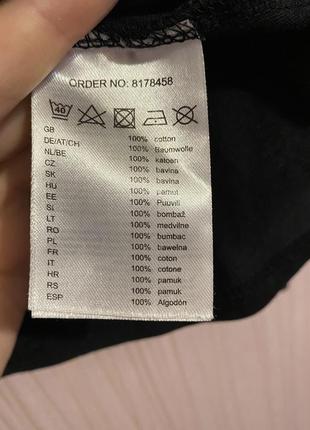 ORDER NO: 8178458
40
GB 100% cotton
DE/AT/CH 100% Baumwolle
NL/BE 100% katoen
CZ 100% bavlna
SK 100% bavlna
HU 100% pamut
EE 100% Puuvill
SI 100% bombaž
LT 100% medvilne
RO 100% bumbac
PL 100% bawelna
FR 100% coton
IT 100% cotone
HR 100% pamuk
RS 100% pamuk
ESP 100% Algodón